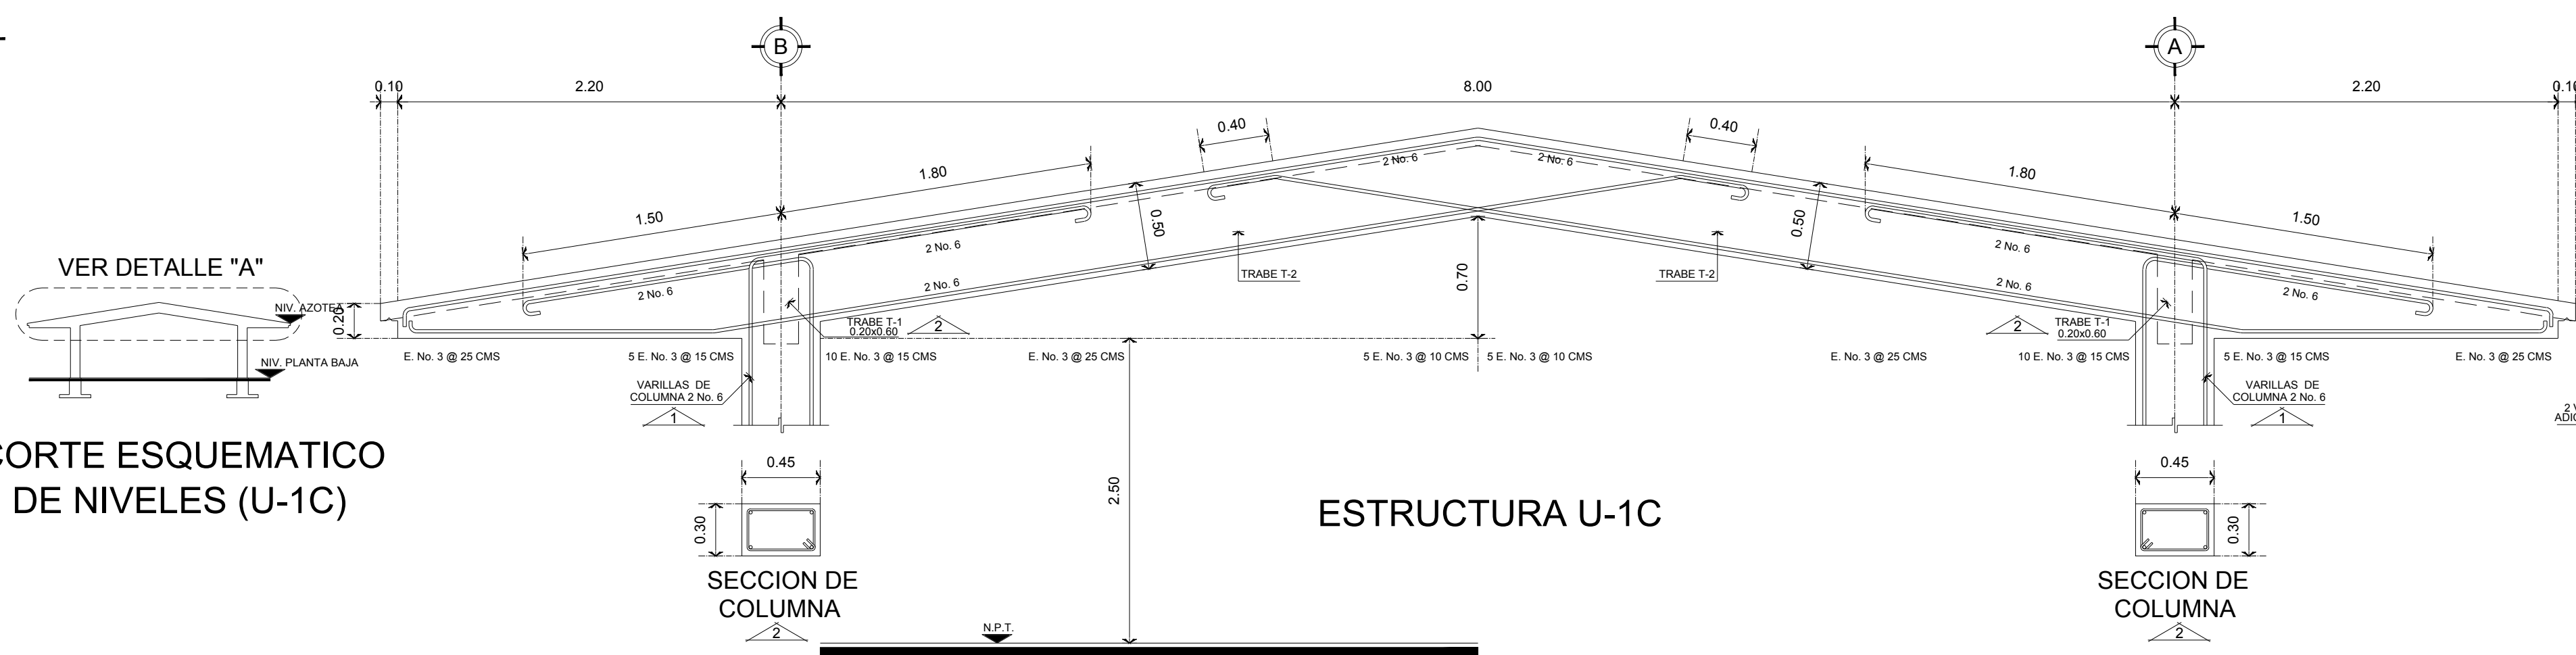 B
A
0.10
2.20
8.00
2.20
0.10
0.40
0.40
2 No. 6
2 No. 6
1.80
1.80
1.50
1.50
0.50
0.50
2 No. 6
2 No. 6
VER DETALLE "A"
TRABE T-2
TRABE T-2
0.70
2 No. 6
2 No. 6
2 No. 6
2 No. 6
NIV. AZOTEA
0.20
TRABE T-1
0.20x0.60
2
2
TRABE T-1
0.20x0.60
NIV. PLANTA BAJA
E. No. 3 @ 25 CMS
5 E. No. 3 @ 15 CMS
10 E. No. 3 @ 15 CMS
E. No. 3 @ 25 CMS
5 E. No. 3 @ 10 CMS
5 E. No. 3 @ 10 CMS
E. No. 3 @ 25 CMS
10 E. No. 3 @ 15 CMS
5 E. No. 3 @ 15 CMS
E. No. 3 @ 25 CMS
VARILLAS DE
COLUMNA 2 No. 6
1
VARILLAS DE
COLUMNA 2 No. 6
1
CORTE ESQUEMATICO
DE NIVELES (U-1C)
0.45
0.45
2.50
ESTRUCTURA U-1C
0.30
0.30
SECCION DE
COLUMNA
2
SECCION DE
COLUMNA
2
N.P.T.